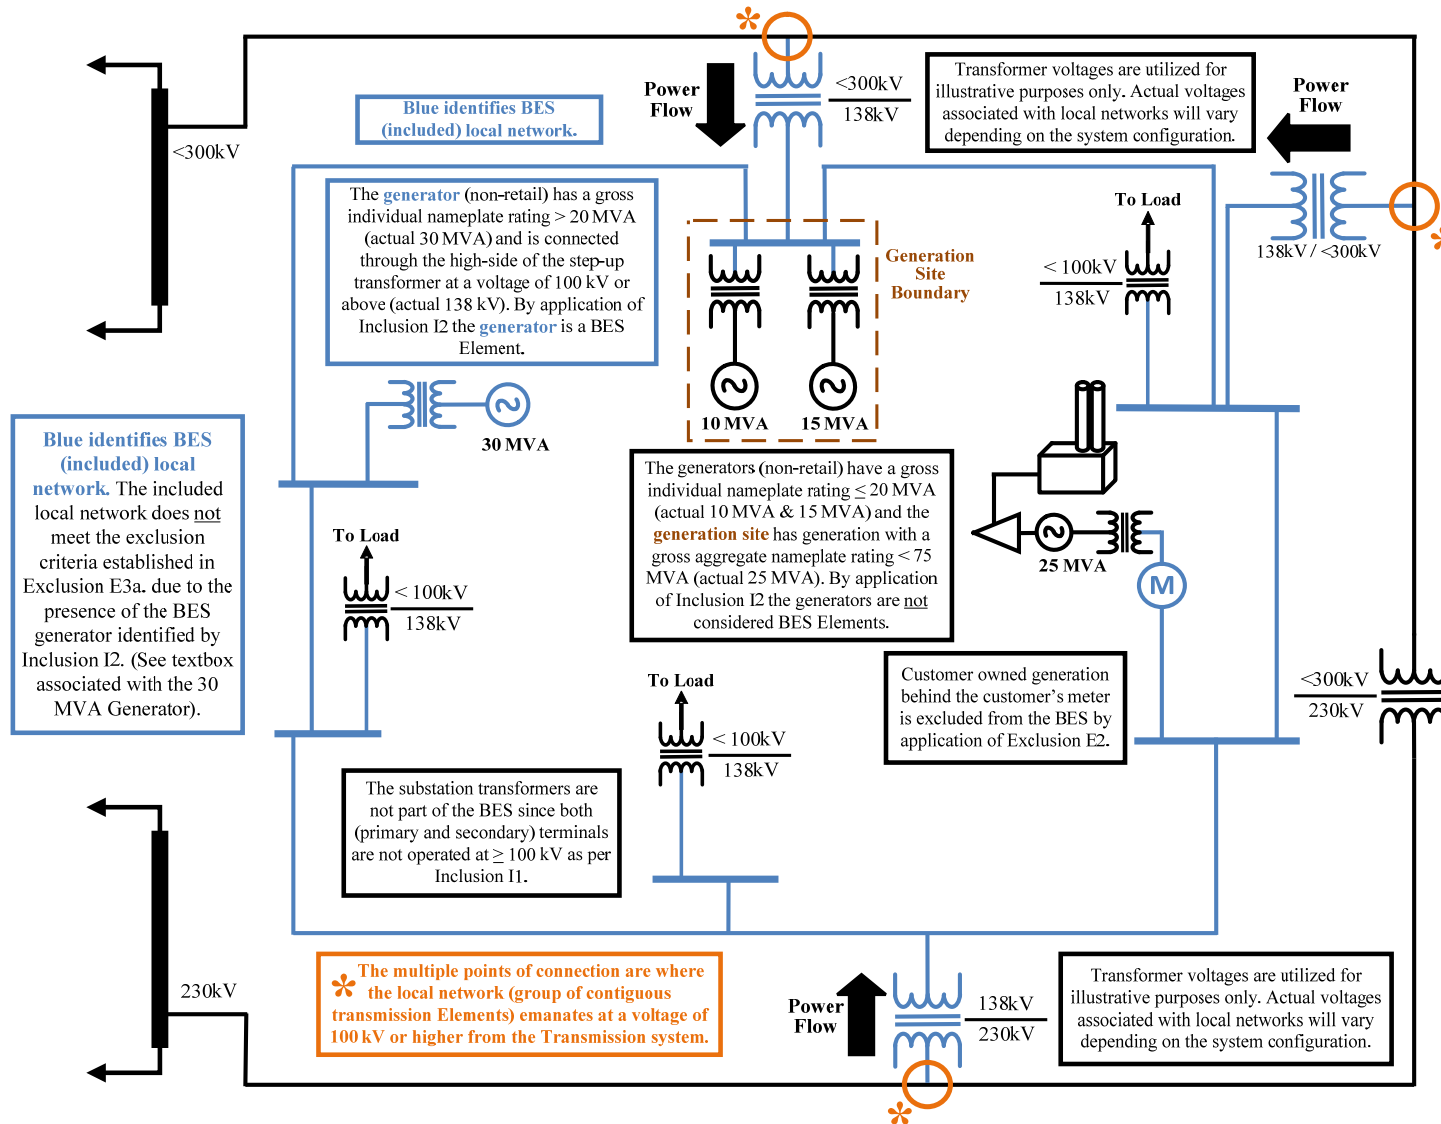 Power
Flow
<300kV
138kV
Transformer voltages are utilized for
illustrative purposes only. Actual voltages
associated with local networks will vary
depending on the system configuration.
Power
Flow
Blue identifies BES
(included) local network.
<300kV
The generator (non-retail) has a gross
individual nameplate rating > 20 MVA
(actual 30 MVA) and is connected
through the high-side of the step-up
transformer at a voltage of 100 kV or
above (actual 138 kV). By application of
Inclusion I2 the generator is a BES
Element.
To Load
< 100kV
138kV
138kV / <300kV
Generation
Site
Boundary
10 MVA
15 MVA
30 MVA
Blue identifies BES
(included) local
network. The included
local network does not
meet the exclusion
criteria established in
Exclusion E3a. due to the
presence of the BES
generator identified by
Inclusion I2. (See textbox
associated with the 30
MVA Generator).
The generators (non-retail) have a gross
individual nameplate rating ≤ 20 MVA
(actual 10 MVA & 15 MVA) and the
generation site has generation with a
gross aggregate nameplate rating < 75
MVA (actual 25 MVA). By application
of Inclusion I2 the generators are not
considered BES Elements.
25 MVA
M
To Load
< 100kV
138kV
To Load
< 100kV
138kV
Customer owned generation
behind the customer's meter
is excluded from the BES by
application of Exclusion E2.
<300kV
230kV
The substation transformers are
not part of the BES since both
(primary and secondary) terminals
are not operated at ≥ 100 kV as per
Inclusion I1.
230kV
* The multiple points of connection are where
the local network (group of contiguous
transmission Elements) emanates at a voltage of
100 kV or higher from the Transmission system.
Power
Flow
138kV
230kV
Transformer voltages are utilized for
illustrative purposes only. Actual voltages
associated with local networks will vary
depending on the system configuration.